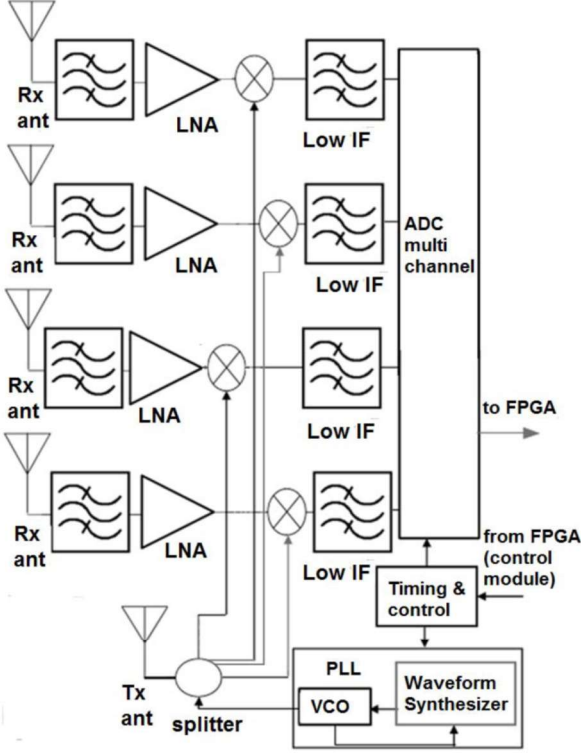 Rx
ant
LNA
Low IF
Rx
ant
LNA
Low IF
ADC
multi
channel
Rx
ant
LNA
Low IF
to FPGA
Rx
ant
LNA
Low IF
from FPGA
(control
module)
Timing &
control
Tx
ant
splitter
PLL
VCO
Waveform
Synthesizer